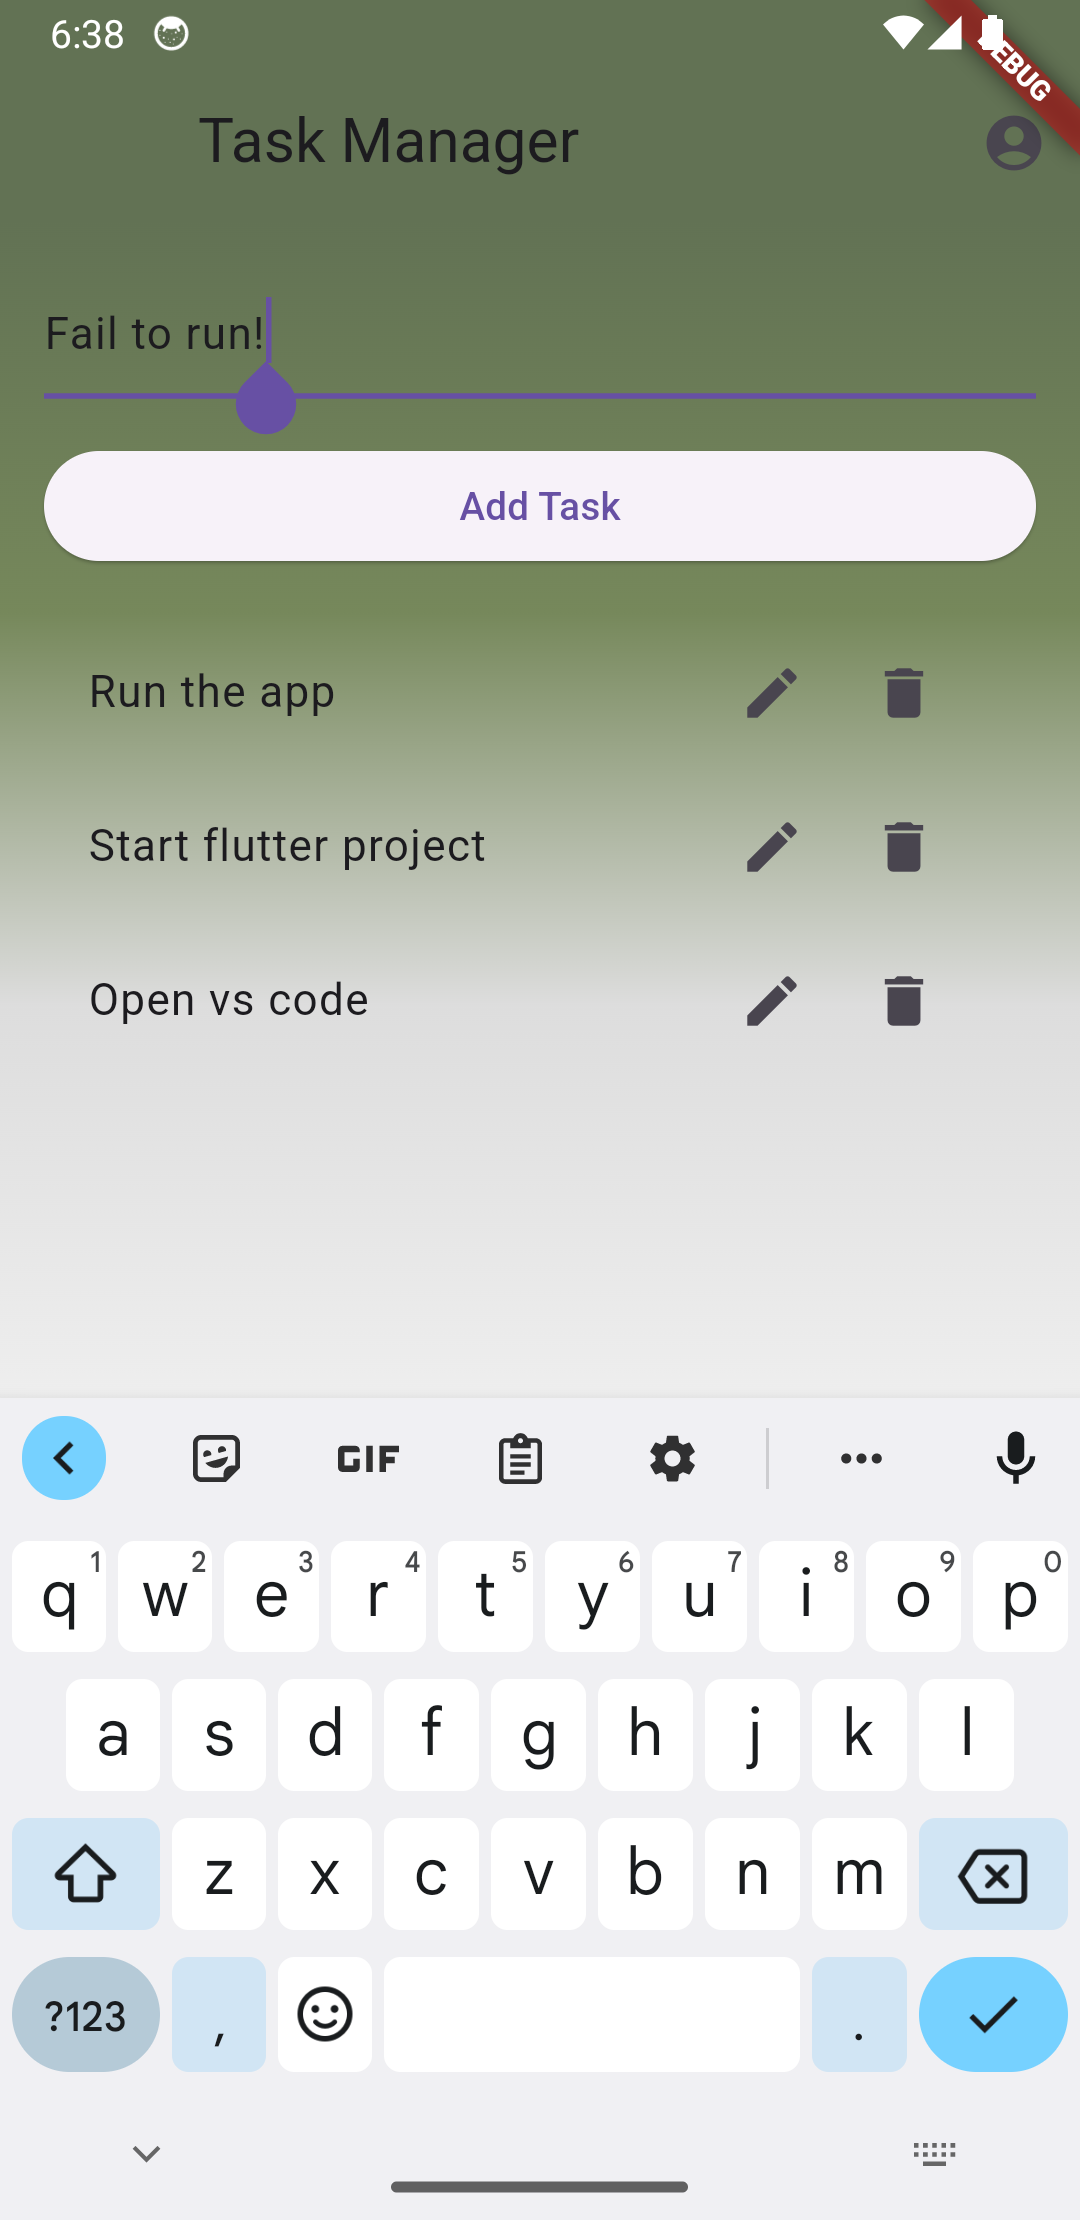 6:38
EBUG
Task Manager
Fail to run!
Add Task
Run the app
Start flutter project
Open vs code
GIF
1 2 3 4 5 6 7 8 9 0
q w e r t y u i o p
a s d f g h j k l
z x c v b n m
?123 , .